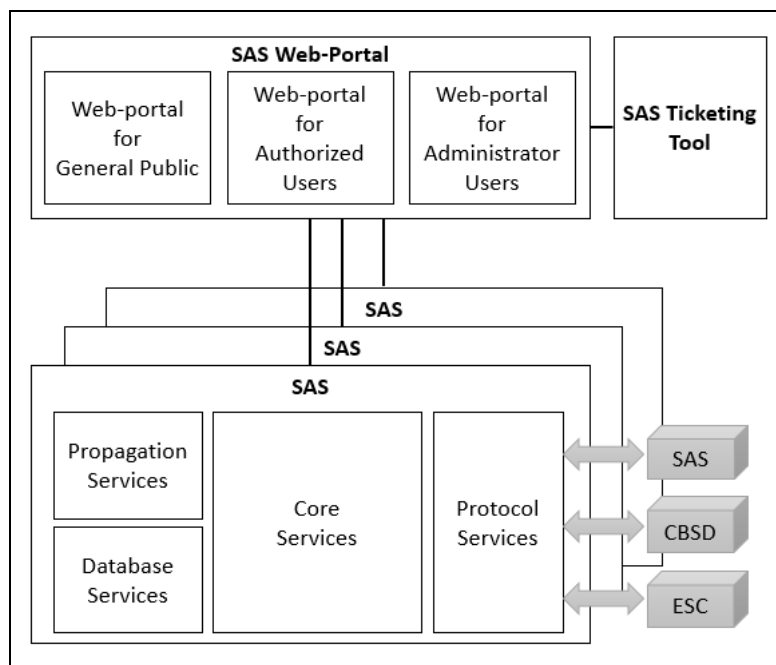 SAS Web-Portal
Web-portal
for
General Public
Web-portal
for
Authorized
Users
Web-portal
for
Administrator
Users
SAS Ticketing
Tool
SAS
SAS
SAS
Propagation
Services
Database
Services
Core
Services
Protocol
Services
SAS
CBSD
ESC